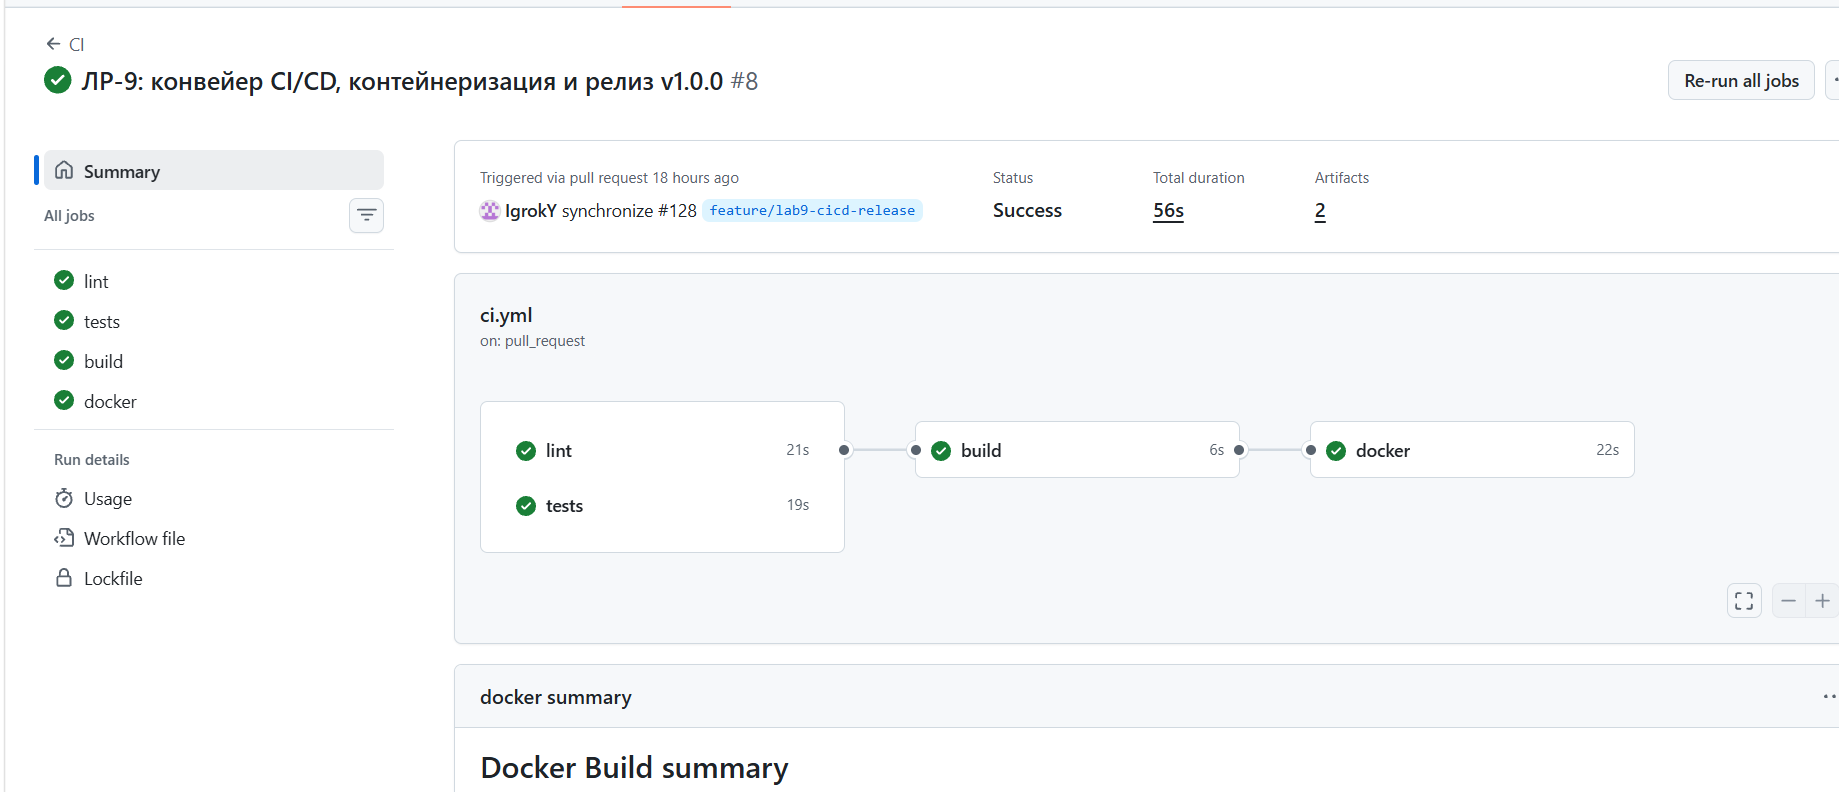 CI
ЛР-9: конвейер CI/CD, контейнеризация и релиз v1.0.0 #8
Re-run all jobs
Summary
All jobs
lint
tests
build
docker
Run details
Usage
Workflow file
Lockfile
Triggered via pull request 18 hours ago
IgrokY synchronize #128 feature/lab9-cicd-release
Status
Success
Total duration
56s
Artifacts
2
ci.yml
on: pull_request
lint 21s
tests 19s
build 6s
docker 22s
docker summary
Docker Build summary